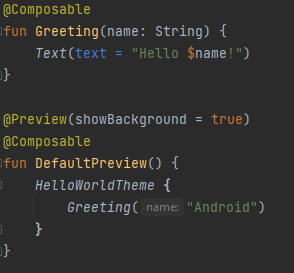 @Composable
fun Greeting(name: String) {
    Text(text = "Hello $name!")
}

@Preview(showBackground = true)
@Composable
fun DefaultPreview() {
    HelloWorldTheme {
        Greeting( name: "Android")
    }
}